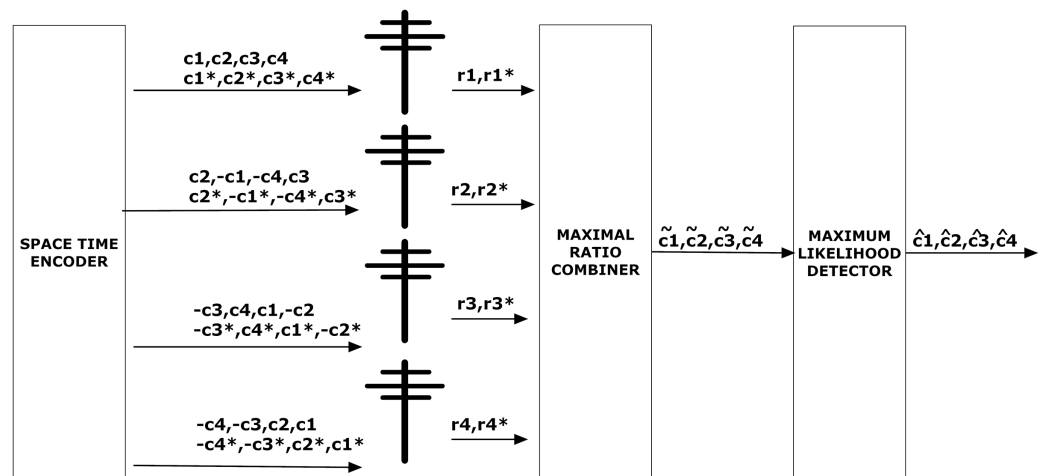 c1,c2,c3,c4
c1*,c2*,c3*,c4*
r1,r1*
c2,-c1,-c4,c3
c2*,-c1*,-c4*,c3*
r2,r2*
SPACE TIME
ENCODER
MAXIMAL
RATIO
COMBINER
c̃1,c̃2,c̃3,c̃4
MAXIMUM
LIKELIHOOD
DETECTOR
ĉ1,ĉ2,ĉ3,ĉ4
-c3,c4,c1,-c2
-c3*,c4*,c1*,-c2*
r3,r3*
-c4,-c3,c2,c1
-c4*,-c3*,c2*,c1*
r4,r4*